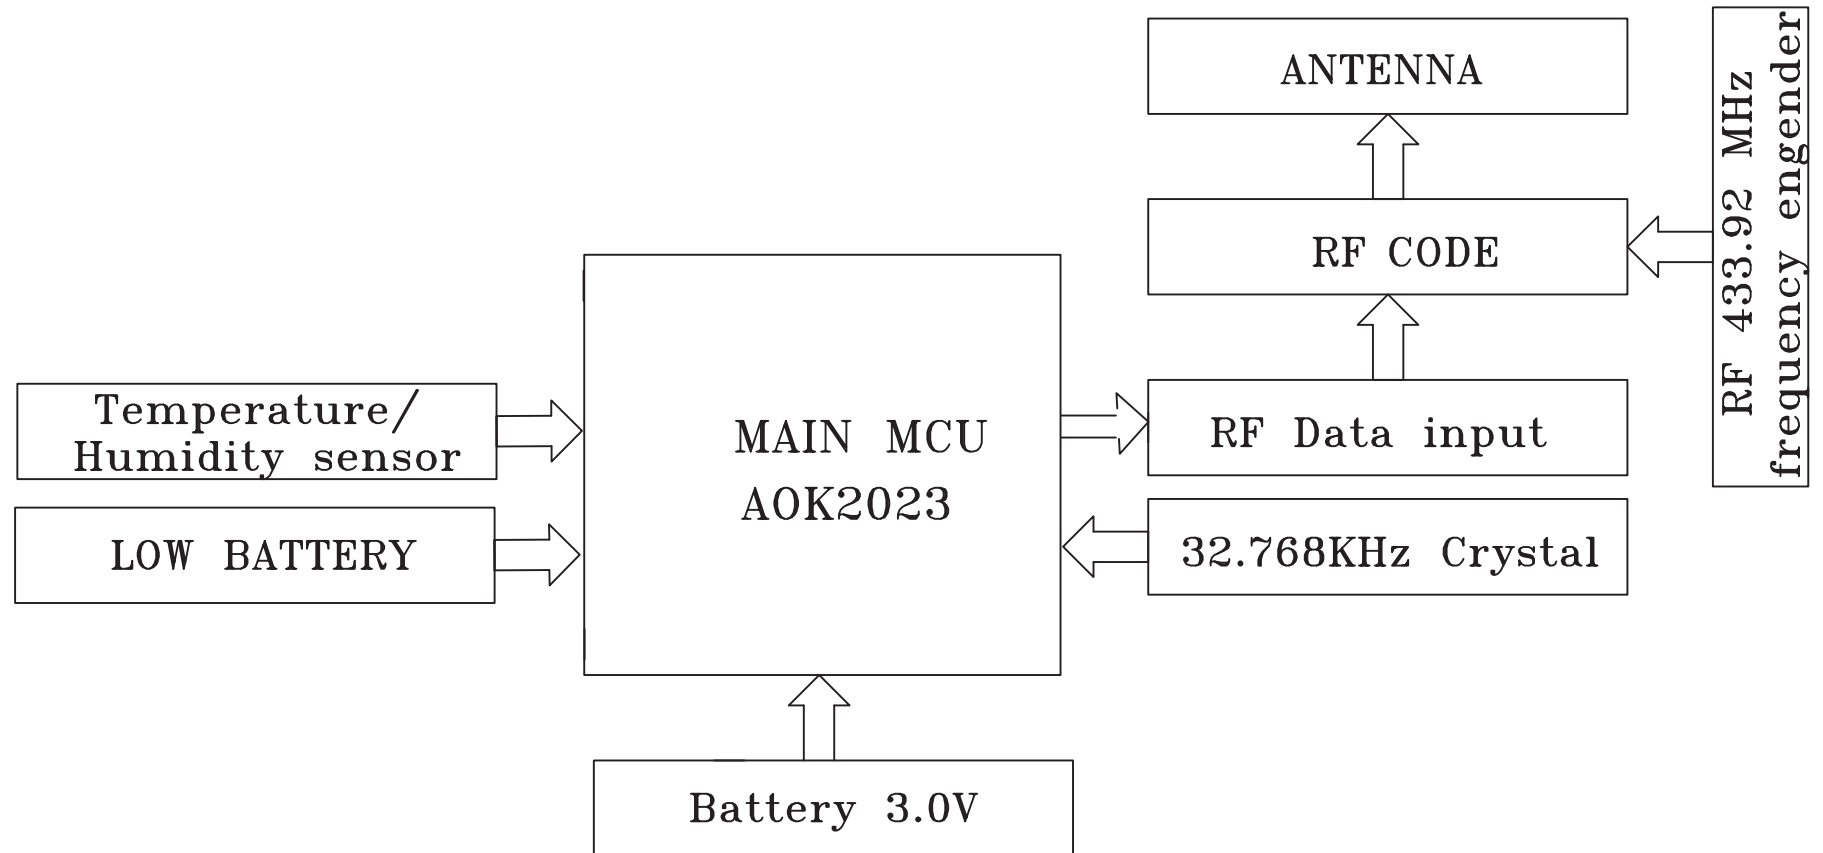 ANTENNA
RF 433.92 MHz
frequency engender
RF CODE
Temperature/
Humidity sensor
MAIN MCU
AOK2023
RF Data input
LOW BATTERY
32.768KHz Crystal
Battery 3.0V